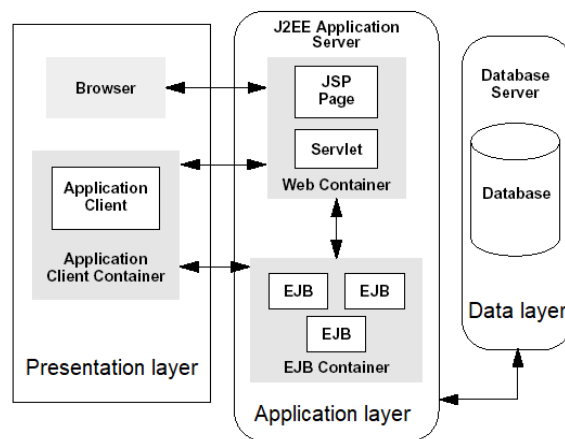 Browser
Application
Client
Application
Client Container
Presentation layer
J2EE Application
Server
JSP
Page
Servlet
Web Container
EJB
EJB
EJB
EJB Container
Application layer
Database
Server
Database
Data layer